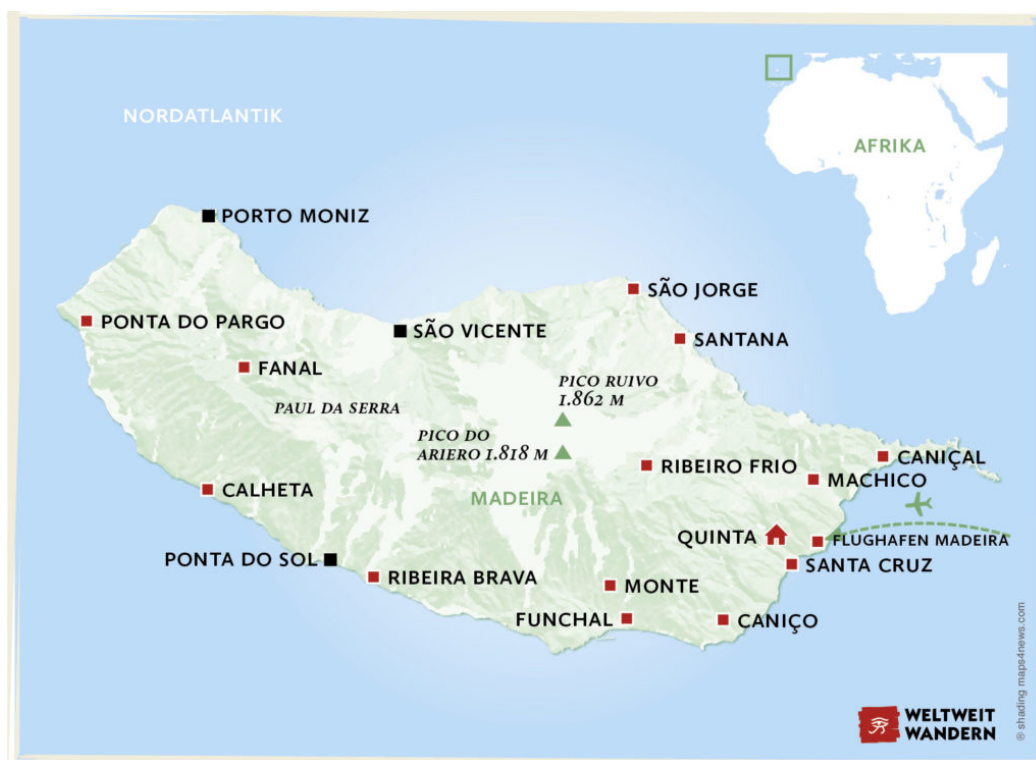 NORDATLANTIK
AFRIKA
PORTO MONIZ
SÃO JORGE
PONTA DO PARGO
SÃO VICENTE
SANTANA
FANAL
PICO RUIVO
1.862 M
PAUL DA SERRA
PICO DO
ARIERO 1.818 M
RIBEIRO FRIO
CANIÇAL
MACHICO
CALHETA
MADEIRA
QUINTA
FLUGHAFEN MADEIRA
PONTA DO SOL
SANTA CRUZ
RIBEIRA BRAVA
MONTE
FUNCHAL
CANIÇO
WELTWEIT
WANDERN
© shading maps4news.com